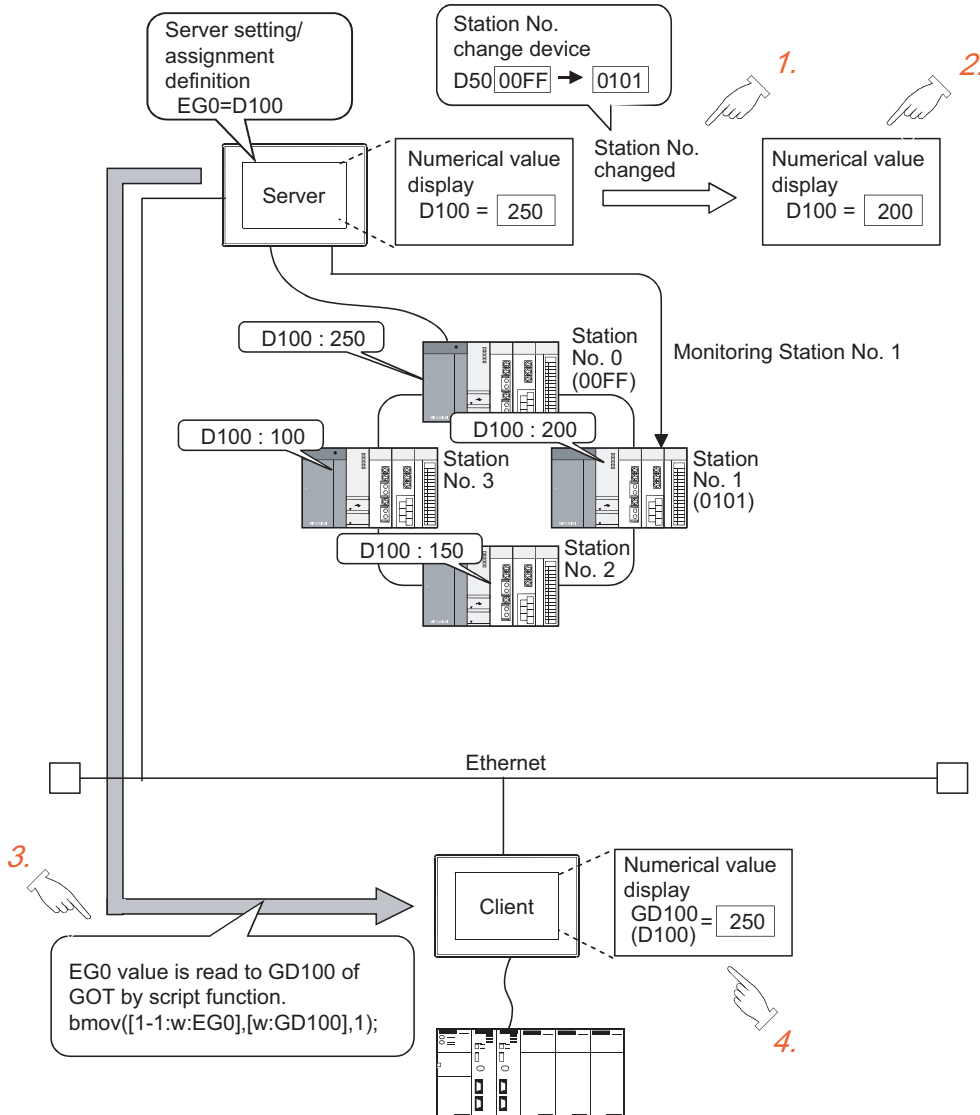 Server setting/
assignment
definition
EG0=D100
Station No.
change device
D50 00FF → 0101
1.
2.
Server
Numerical value
display
D100 = 250
Station No.
changed
Numerical value
display
D100 = 200
D100 : 250
Station
No. 0
(00FF)
Monitoring Station No. 1
D100 : 100
Station
No. 3
D100 : 200
Station
No. 1
(0101)
D100 : 150
Station
No. 2
Ethernet
3.
Client
Numerical value
display
GD100
(D100) = 250
EG0 value is read to GD100 of
GOT by script function.
bmov([1-1:w:EG0],[w:GD100],1);
4.